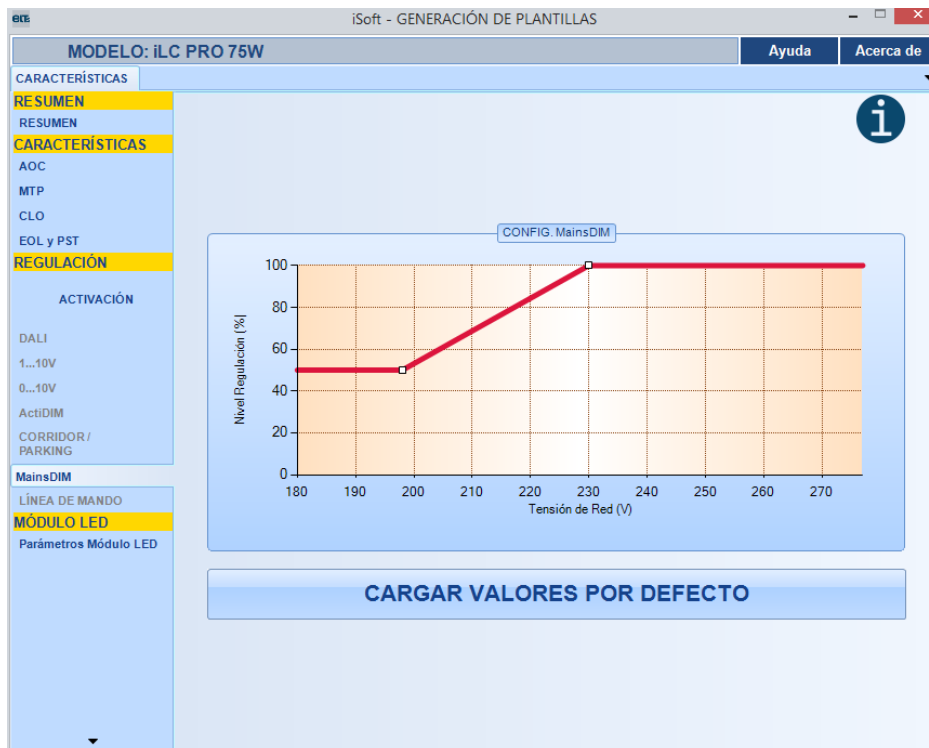 iSoft - GENERACIÓN DE PLANTILLAS
MODELO: iLC PRO 75W
Ayuda
Acerca de
CARACTERÍSTICAS
RESUMEN
RESUMEN
CARACTERÍSTICAS
AOC
MTP
CLO
EOL y PST
REGULACIÓN
ACTIVACIÓN
DALI
1...10V
0...10V
ActiDIM
CORRIDOR /
PARKING
MainsDIM
LÍNEA DE MANDO
MÓDULO LED
Parámetros Módulo LED
CONFIG. MainsDIM
Nivel Regulación (%|
100
80
60
40
20
0
180 190 200 210 220 230 240 250 260 270
Tensión de Red (V)
CARGAR VALORES POR DEFECTO